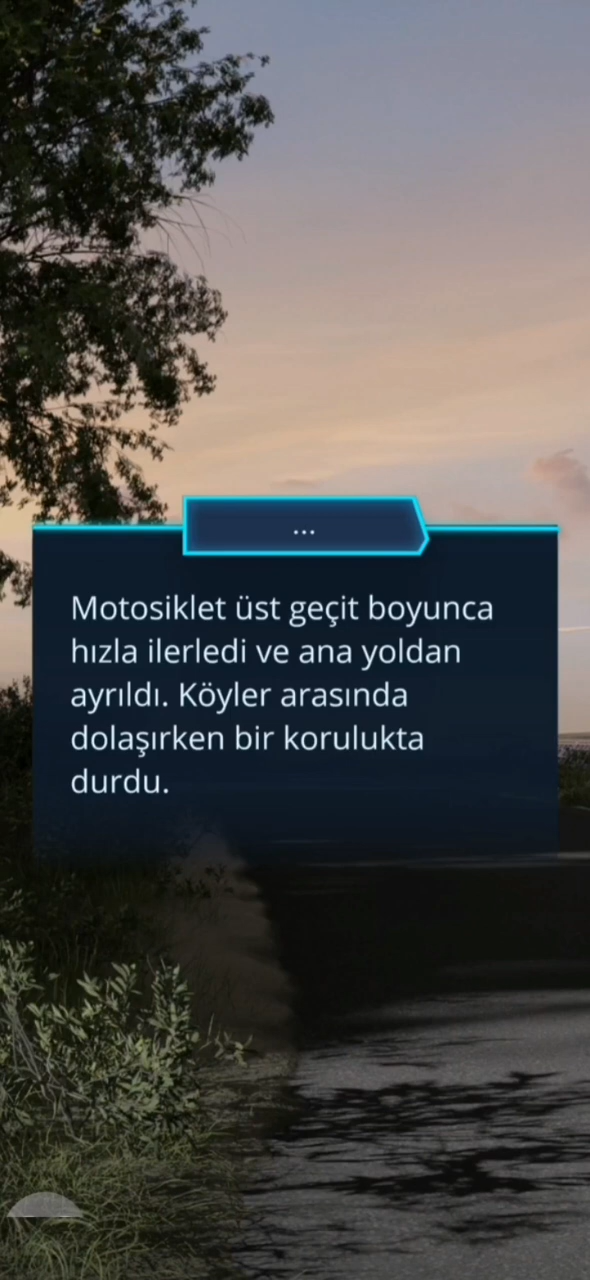 ...
Motosiklet üst geçit boyunca
hızla ilerledi ve ana yoldan
ayrıldı. Köyler arasında
dolaşırken bir korulukta
durdu.